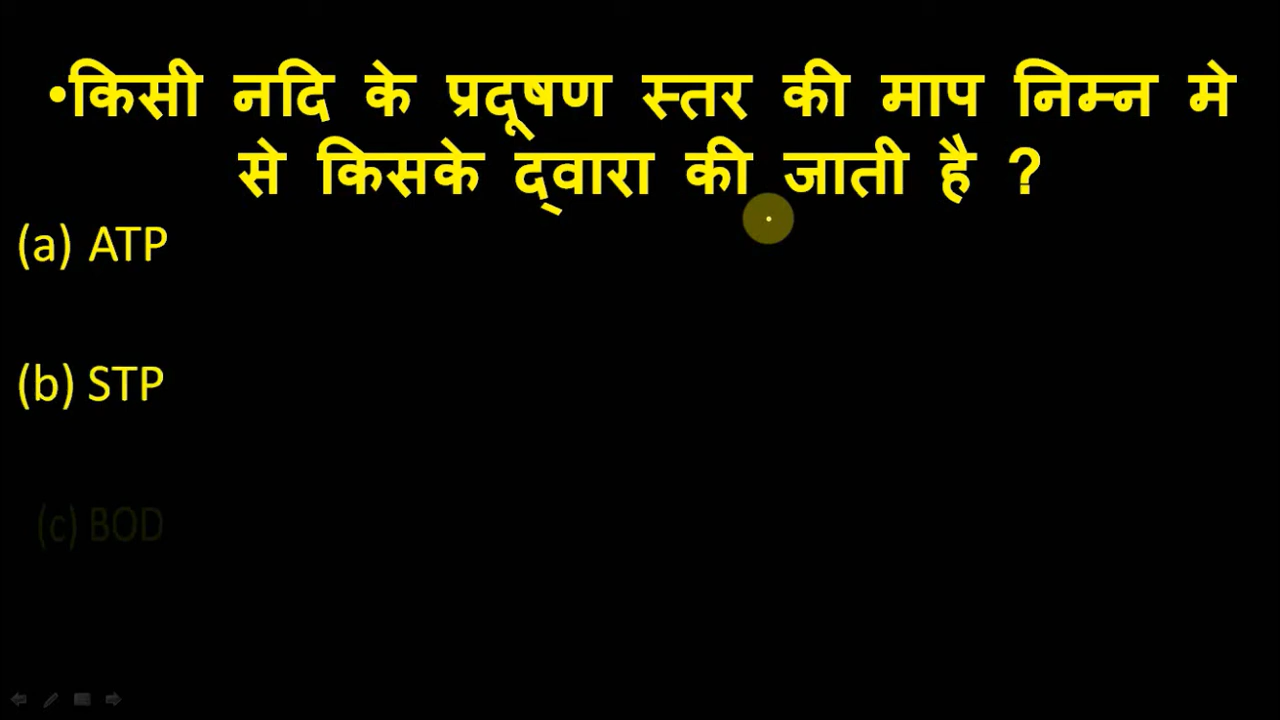 •किसी नदि के प्रदूषण स्तर की माप निम्न मे
से किसके द्‌वारा की जाती है ?
(a) ATP
(b) STP
(c) BOD